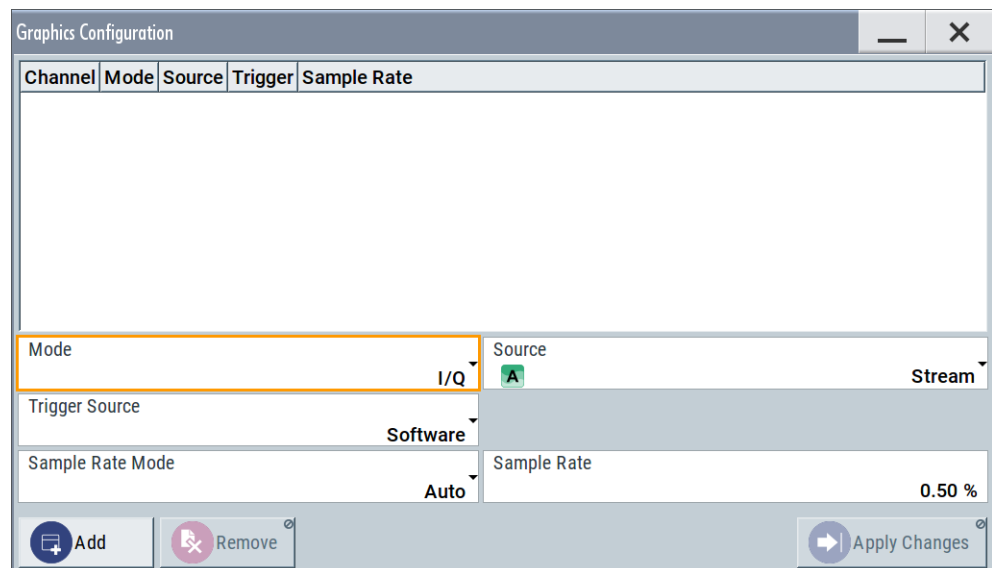 Graphics Configuration
Channel Mode Source Trigger Sample Rate
Mode
I/Q
Source
A Stream
Trigger Source
Software
Sample Rate Mode
Auto
Sample Rate
0.50 %
Add
Remove
Apply Changes